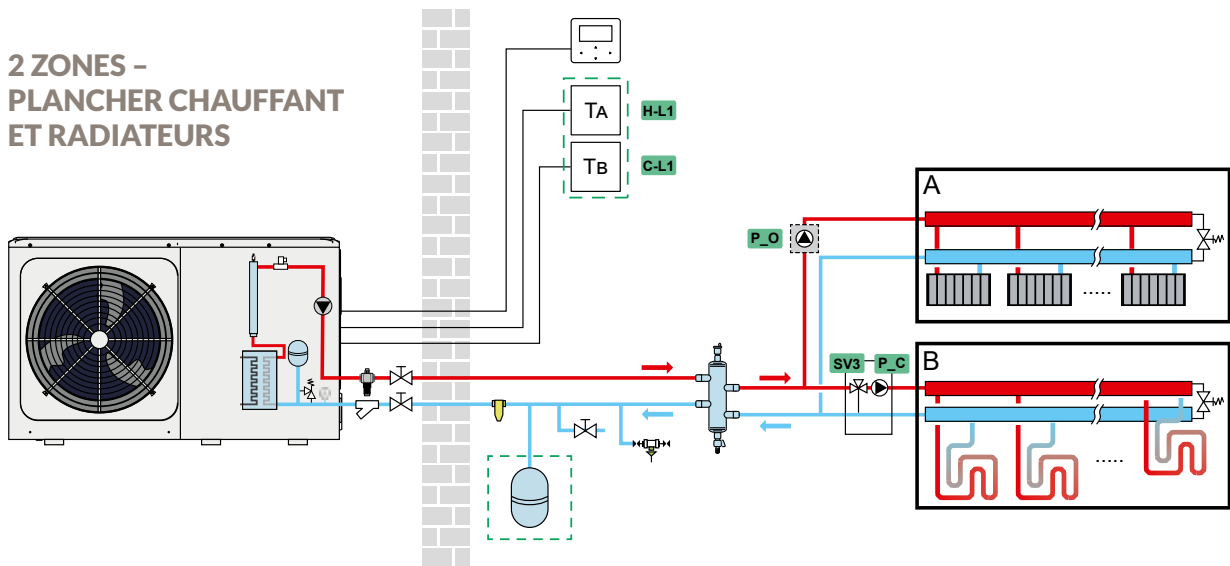 2 ZONES –
PLANCHER CHAUFFANT
ET RADIATEURS
TA
H-L1
TB
C-L1
P_O
A
.....
SV3
P_C
B
.....